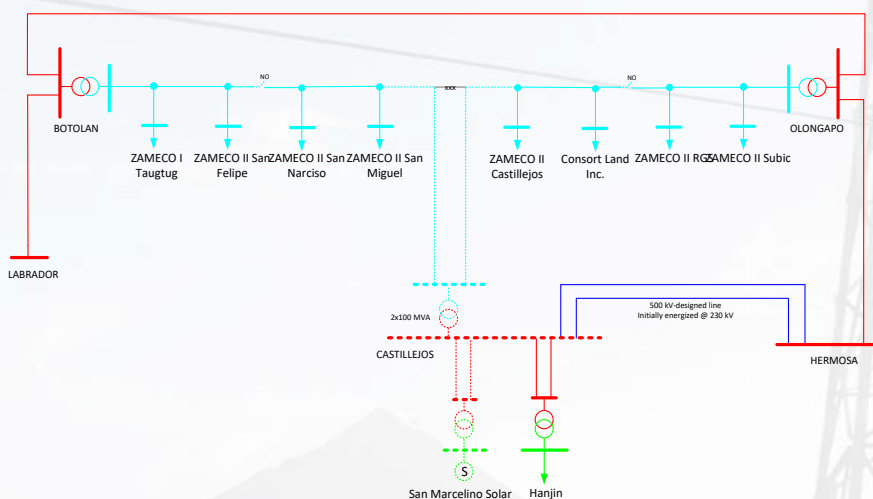 NO
xxx
NO
BOTOLAN
OLONGAPO
ZAMECO I
Taugtug
ZAMECO II San
Felipe
ZAMECO II San
Narciso
ZAMECO II San
Miguel
ZAMECO II
Castillejos
Consort Land
Inc.
ZAMECO II RGS
ZAMECO II Subic
LABRADOR
2x100 MVA
500 kV-designed line
Initially energized @ 230 kV
CASTILLEJOS
HERMOSA
S
San Marcelino Solar
Hanjin